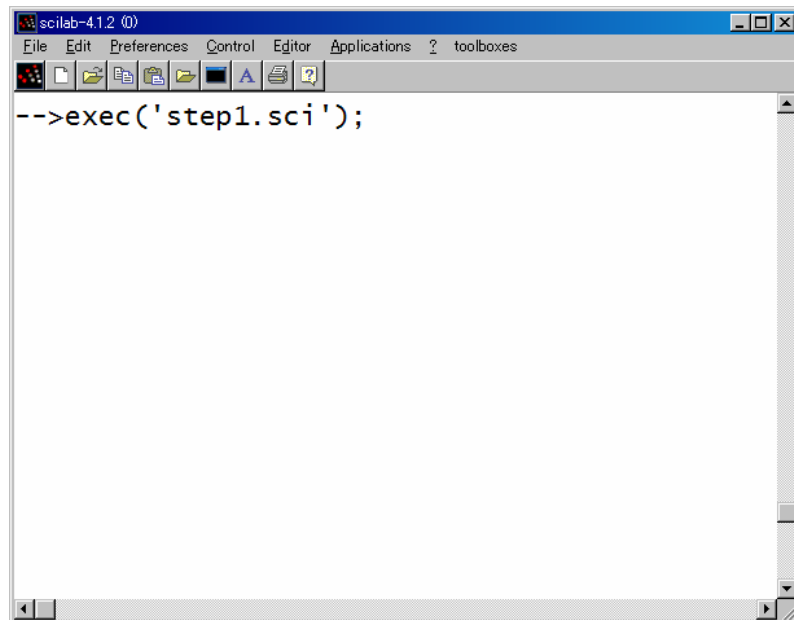 scilab-4.1.2 (0)
File Edit Preferences Control Editor Applications ? toolboxes
-->exec('step1.sci');